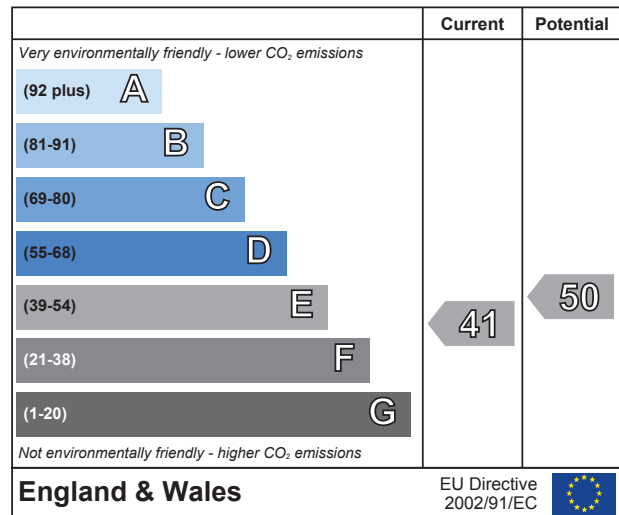 Current Potential
Very environmentally friendly - lower CO₂ emissions
(92 plus) A
(81-91) B
(69-80) C
(55-68) D
(39-54) E
41
50
(21-38) F
(1-20) G
Not environmentally friendly - higher CO₂ emissions
England & Wales
EU Directive
2002/91/EC